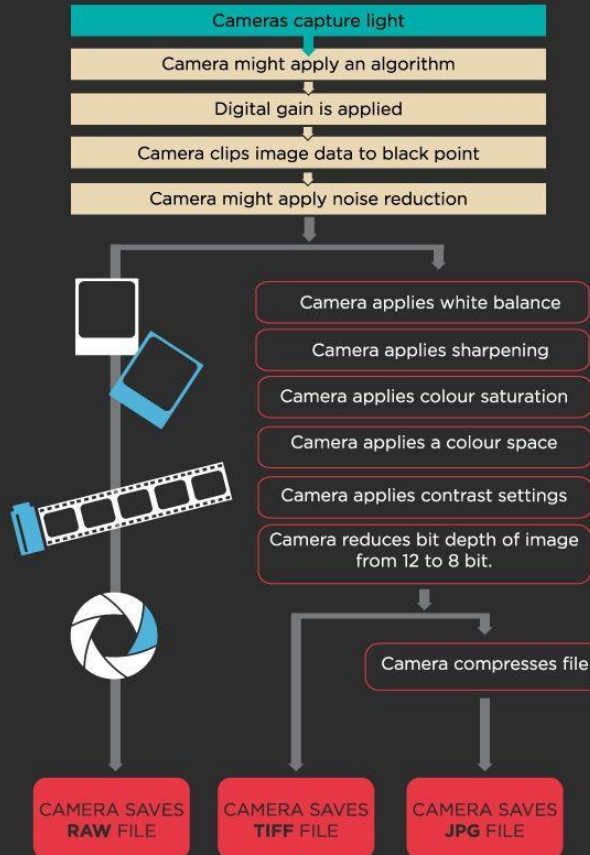 Cameras capture light
Camera might apply an algorithm
Digital gain is applied
Camera clips image data to black point
Camera might apply noise reduction
Camera applies white balance
Camera applies sharpening
Camera applies colour saturation
Camera applies a colour space
Camera applies contrast settings
Camera reduces bit depth of image
from 12 to 8 bit.
Camera compresses file
CAMERA SAVES
RAW FILE
CAMERA SAVES
TIFF FILE
CAMERA SAVES
JPG FILE